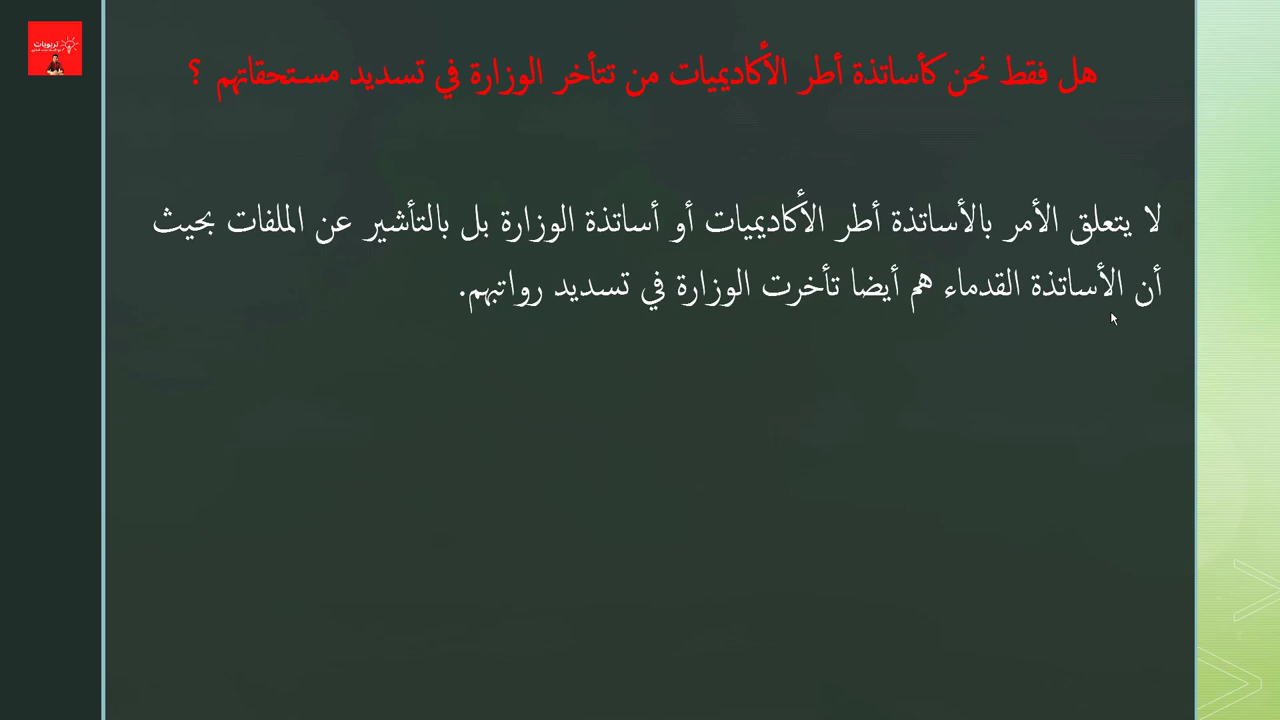 تربويات
هل فقط نحن كأساتذة أطر الأكاديميات من تتأخر الوزارة في تسديد مستحقاتهم ؟
لا يتعلق الأمر بالأساتذة أطر الأكاديميات أو أساتذة الوزارة بل بالتأشير عن الملفات بحيث
أن الأساتذة القدماء هم أيضا تأخرت الوزارة في تسديد رواتبهم.